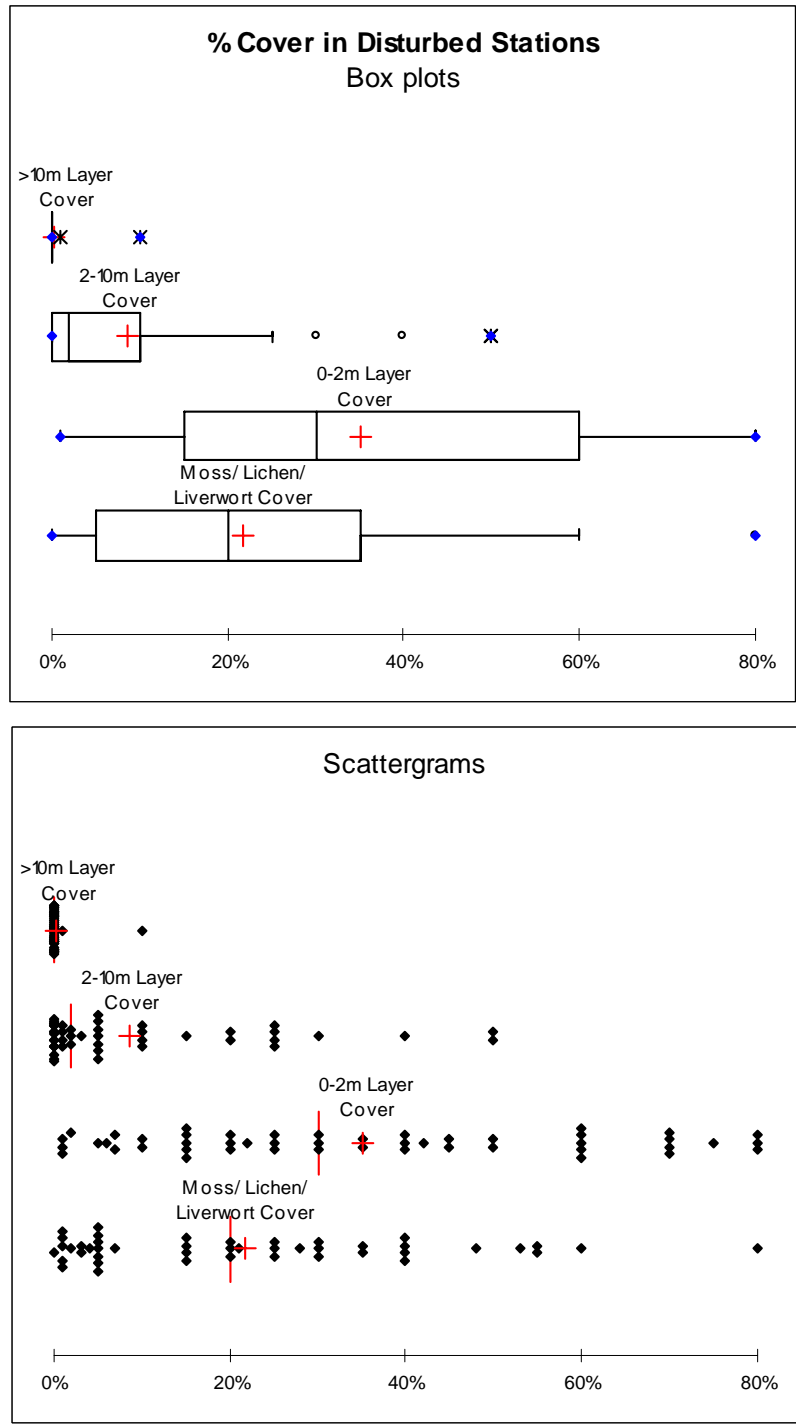 % Cover in Disturbed Stations
Box plots
>10m Layer
Cover
2-10m Layer
Cover
0-2m Layer
Cover
Moss/ Lichen/
Liverwort Cover
0% 20% 40% 60% 80%
Scattergrams
>10m Layer
Cover
2-10m Layer
Cover
0-2m Layer
Cover
Moss/ Lichen/
Liverwort Cover
0% 20% 40% 60% 80%